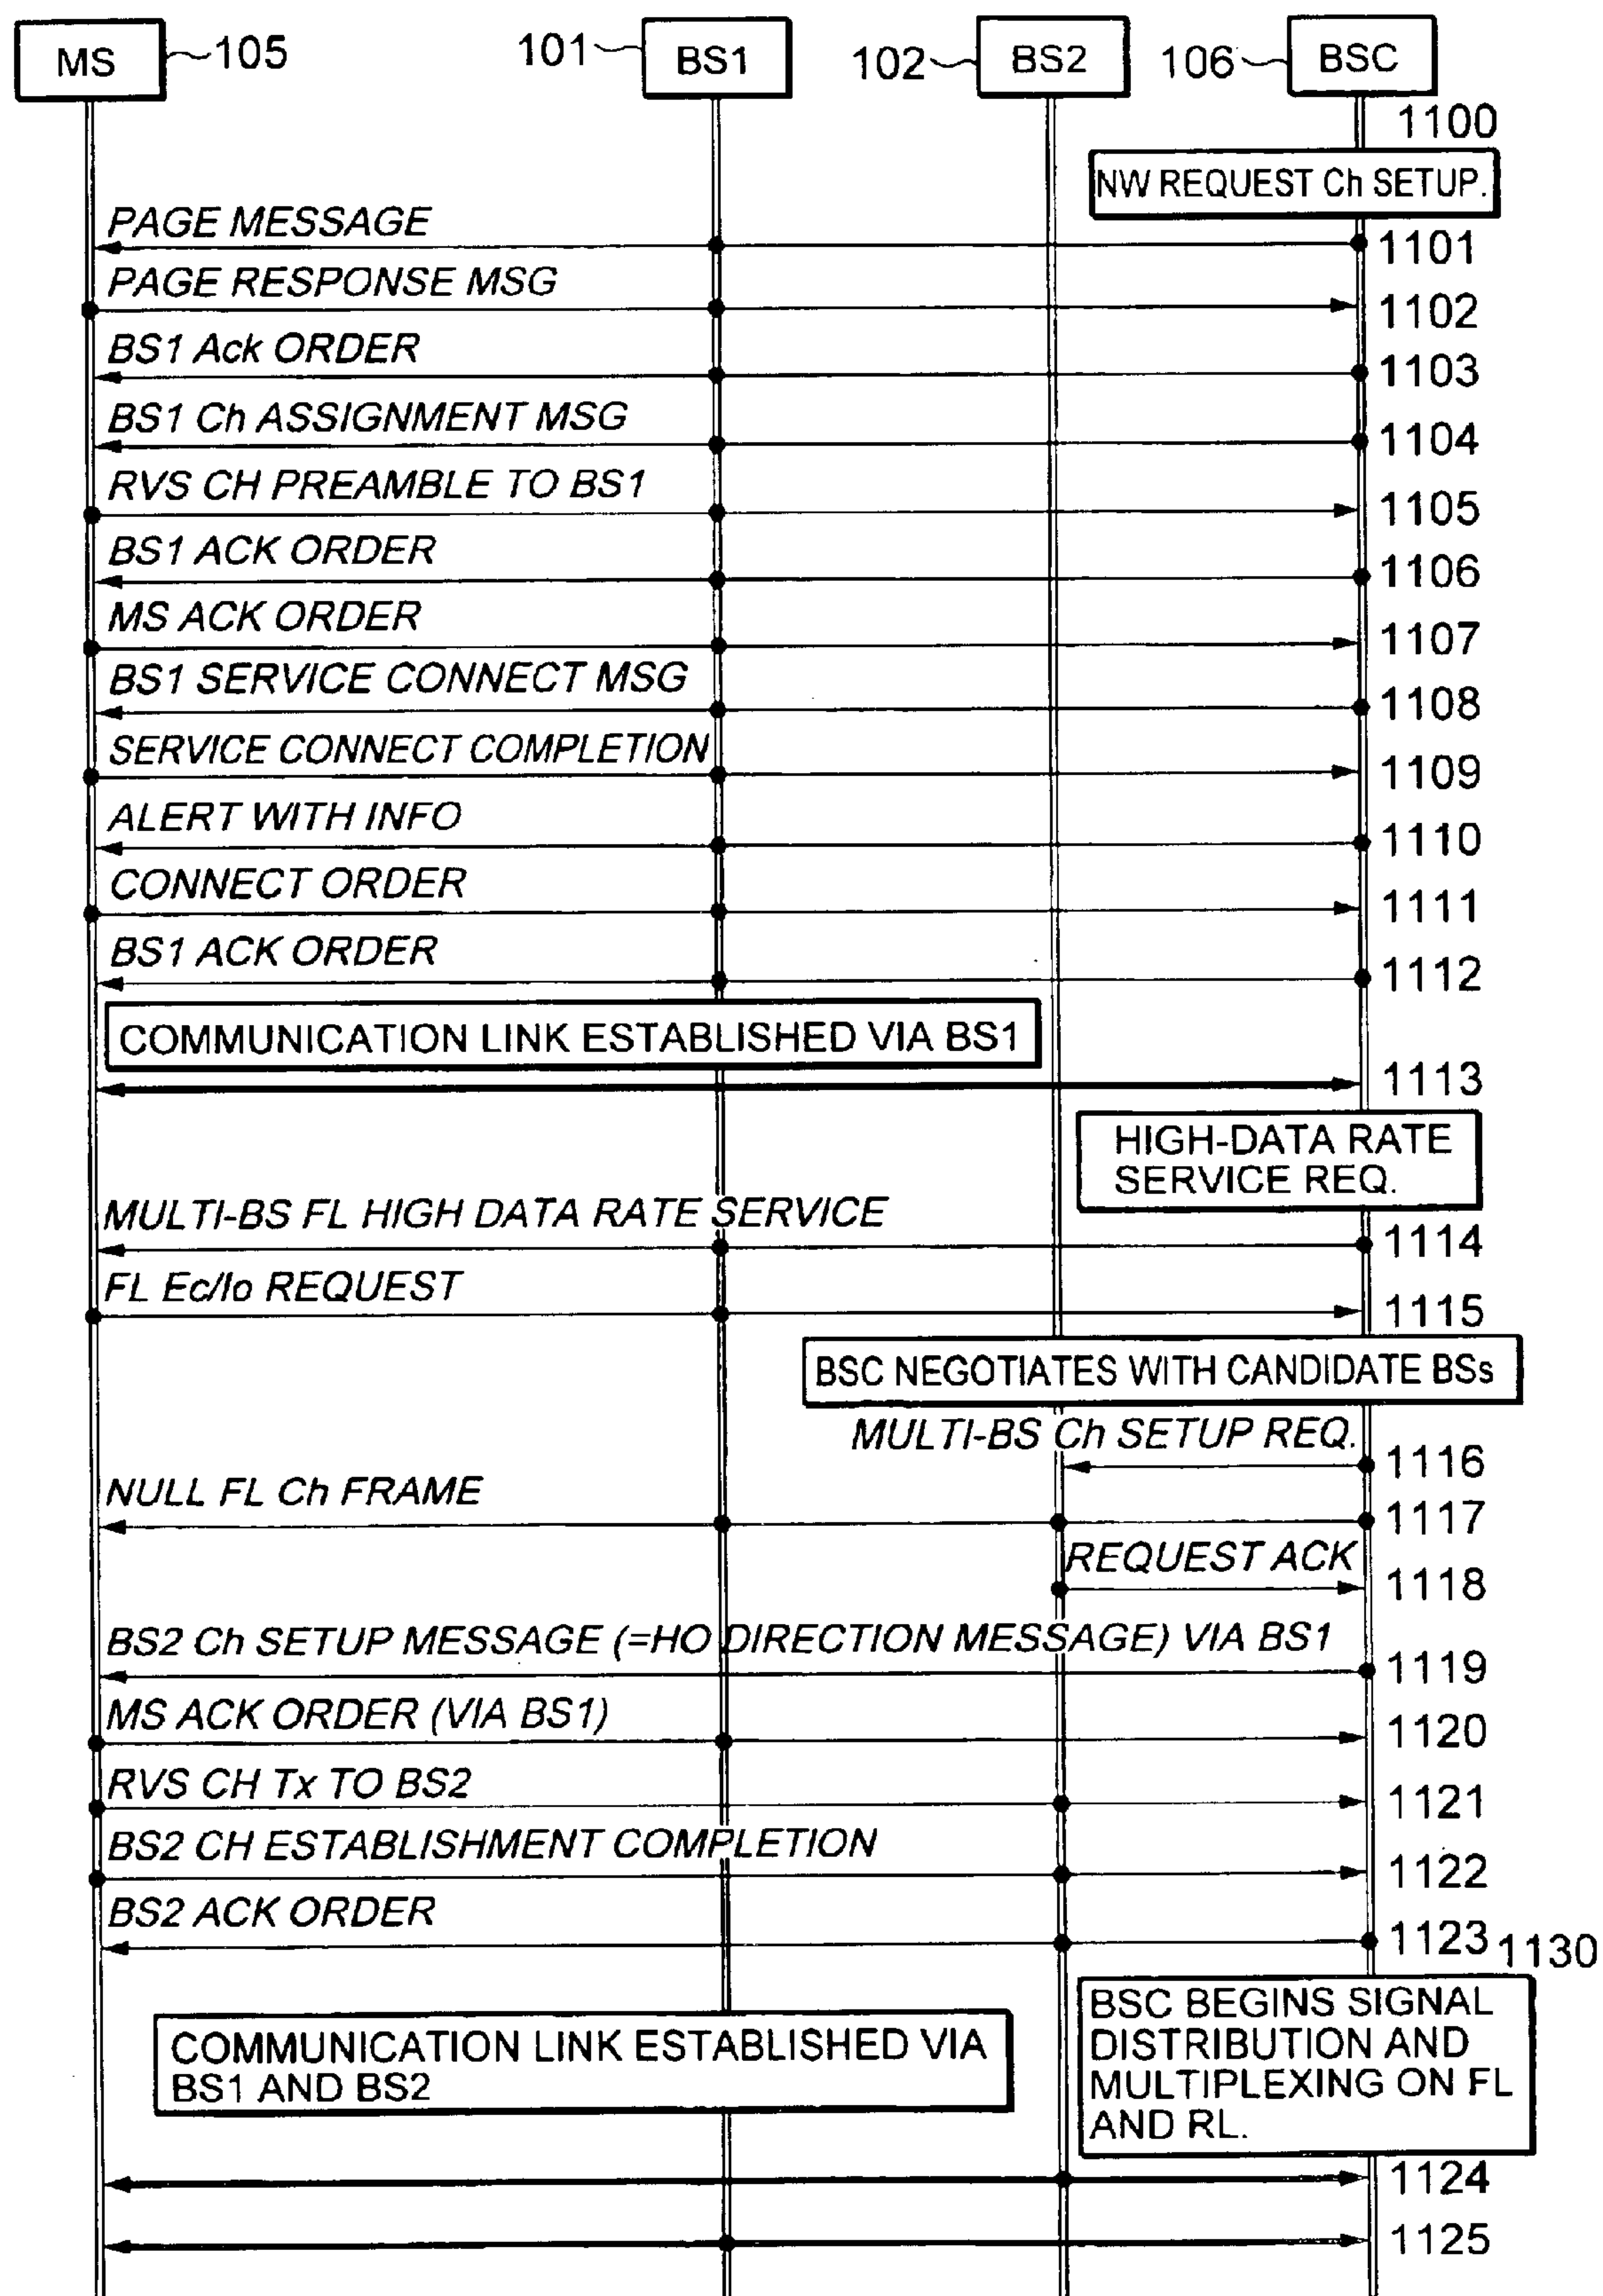 MS 105 101 BS1 102 BS2 106 BSC
1100
NW REQUEST Ch SETUP.
PAGE MESSAGE
1101
PAGE RESPONSE MSG
1102
BS1 Ack ORDER
1103
BS1 Ch ASSIGNMENT MSG
1104
RVS CH PREAMBLE TO BS1
1105
BS1 ACK ORDER
1106
MS ACK ORDER
1107
BS1 SERVICE CONNECT MSG
1108
SERVICE CONNECT COMPLETION
1109
ALERT WITH INFO
1110
CONNECT ORDER
1111
BS1 ACK ORDER
1112
COMMUNICATION LINK ESTABLISHED VIA BS1
1113
HIGH-DATA RATE
SERVICE REQ.
MULTI-BS FL HIGH DATA RATE SERVICE
1114
FL Ec/Io REQUEST
1115
BSC NEGOTIATES WITH CANDIDATE BSs
MULTI-BS Ch SETUP REQ.
1116
NULL FL Ch FRAME
1117
REQUEST ACK
1118
BS2 Ch SETUP MESSAGE (=HO DIRECTION MESSAGE) VIA BS1
1119
MS ACK ORDER (VIA BS1)
1120
RVS CH Tx TO BS2
1121
BS2 CH ESTABLISHMENT COMPLETION
1122
BS2 ACK ORDER
1123
1130
BSC BEGINS SIGNAL
DISTRIBUTION AND
MULTIPLEXING ON FL
AND RL.
COMMUNICATION LINK ESTABLISHED VIA
BS1 AND BS2
1124
1125